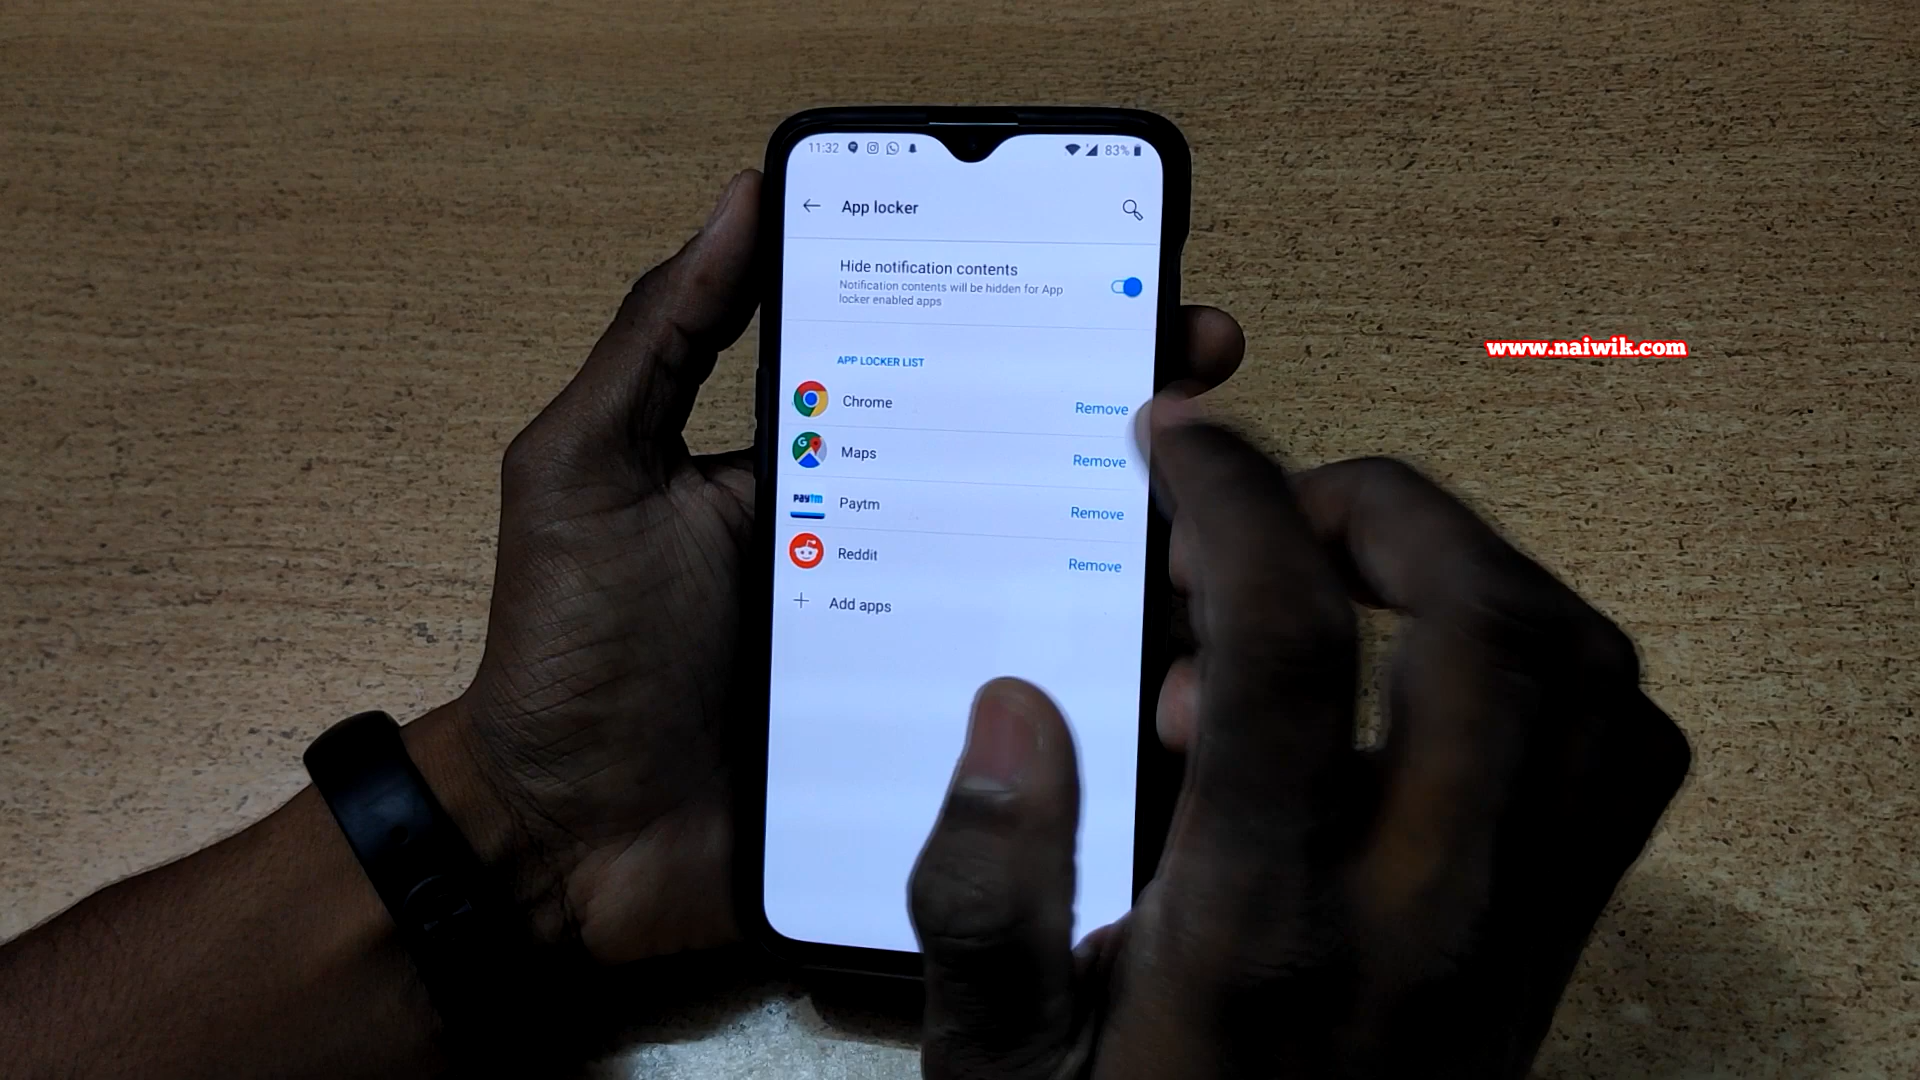 11:32
83%
App locker
Hide notification contents
Notification contents will be hidden for App
locker enabled apps
APP LOCKER LIST
Chrome
Remove
G
Maps
Remove
Paytm
Paytm
Remove
Reddit
Remove
Add apps
www.naiwik.com